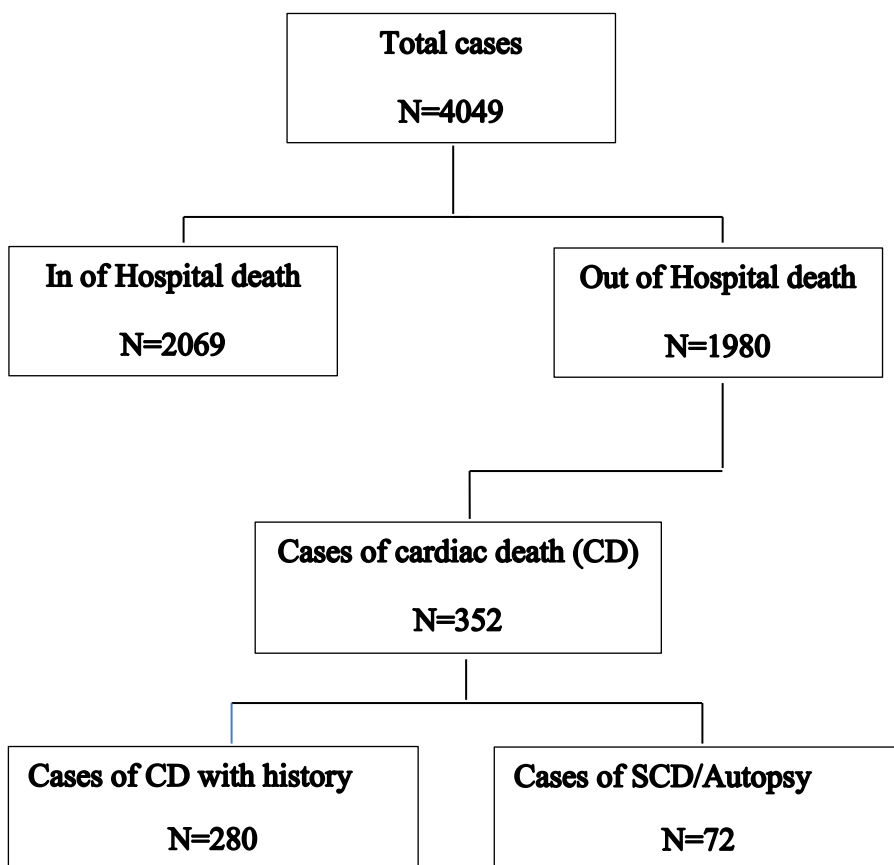 Total cases
N=4049
In of Hospital death
N=2069
Out of Hospital death
N=1980
Cases of cardiac death (CD)
N=352
Cases of CD with history
N=280
Cases of SCD/Autopsy
N=72